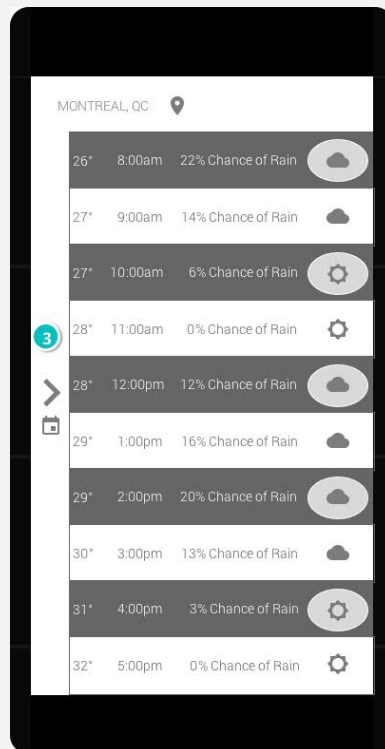 MONTREAL, QC
26° 8:00am 22% Chance of Rain
27° 9:00am 14% Chance of Rain
27° 10:00am 6% Chance of Rain
3
28° 11:00am 0% Chance of Rain
28° 12:00pm 12% Chance of Rain
29° 1:00pm 16% Chance of Rain
29° 2:00pm 20% Chance of Rain
30° 3:00pm 13% Chance of Rain
31° 4:00pm 3% Chance of Rain
32° 5:00pm 0% Chance of Rain